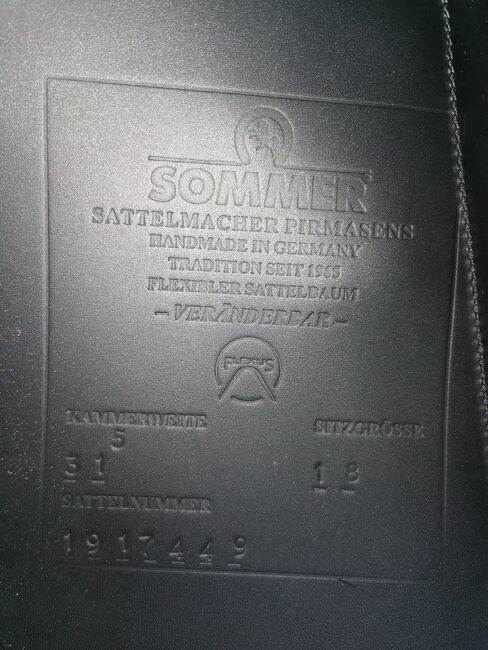 SOMMER
SATTELMACHER PIRMASENS
HANDMADE IN GERMANY
TRADITION SEIT 1965
FLEXIBLER SATTELBAUM
- VERÄNDERBAR -
FLEXUS
KAMMERWEITE
SITZGRÖSSE
5
31
18
SATTELNUMMER
1917449